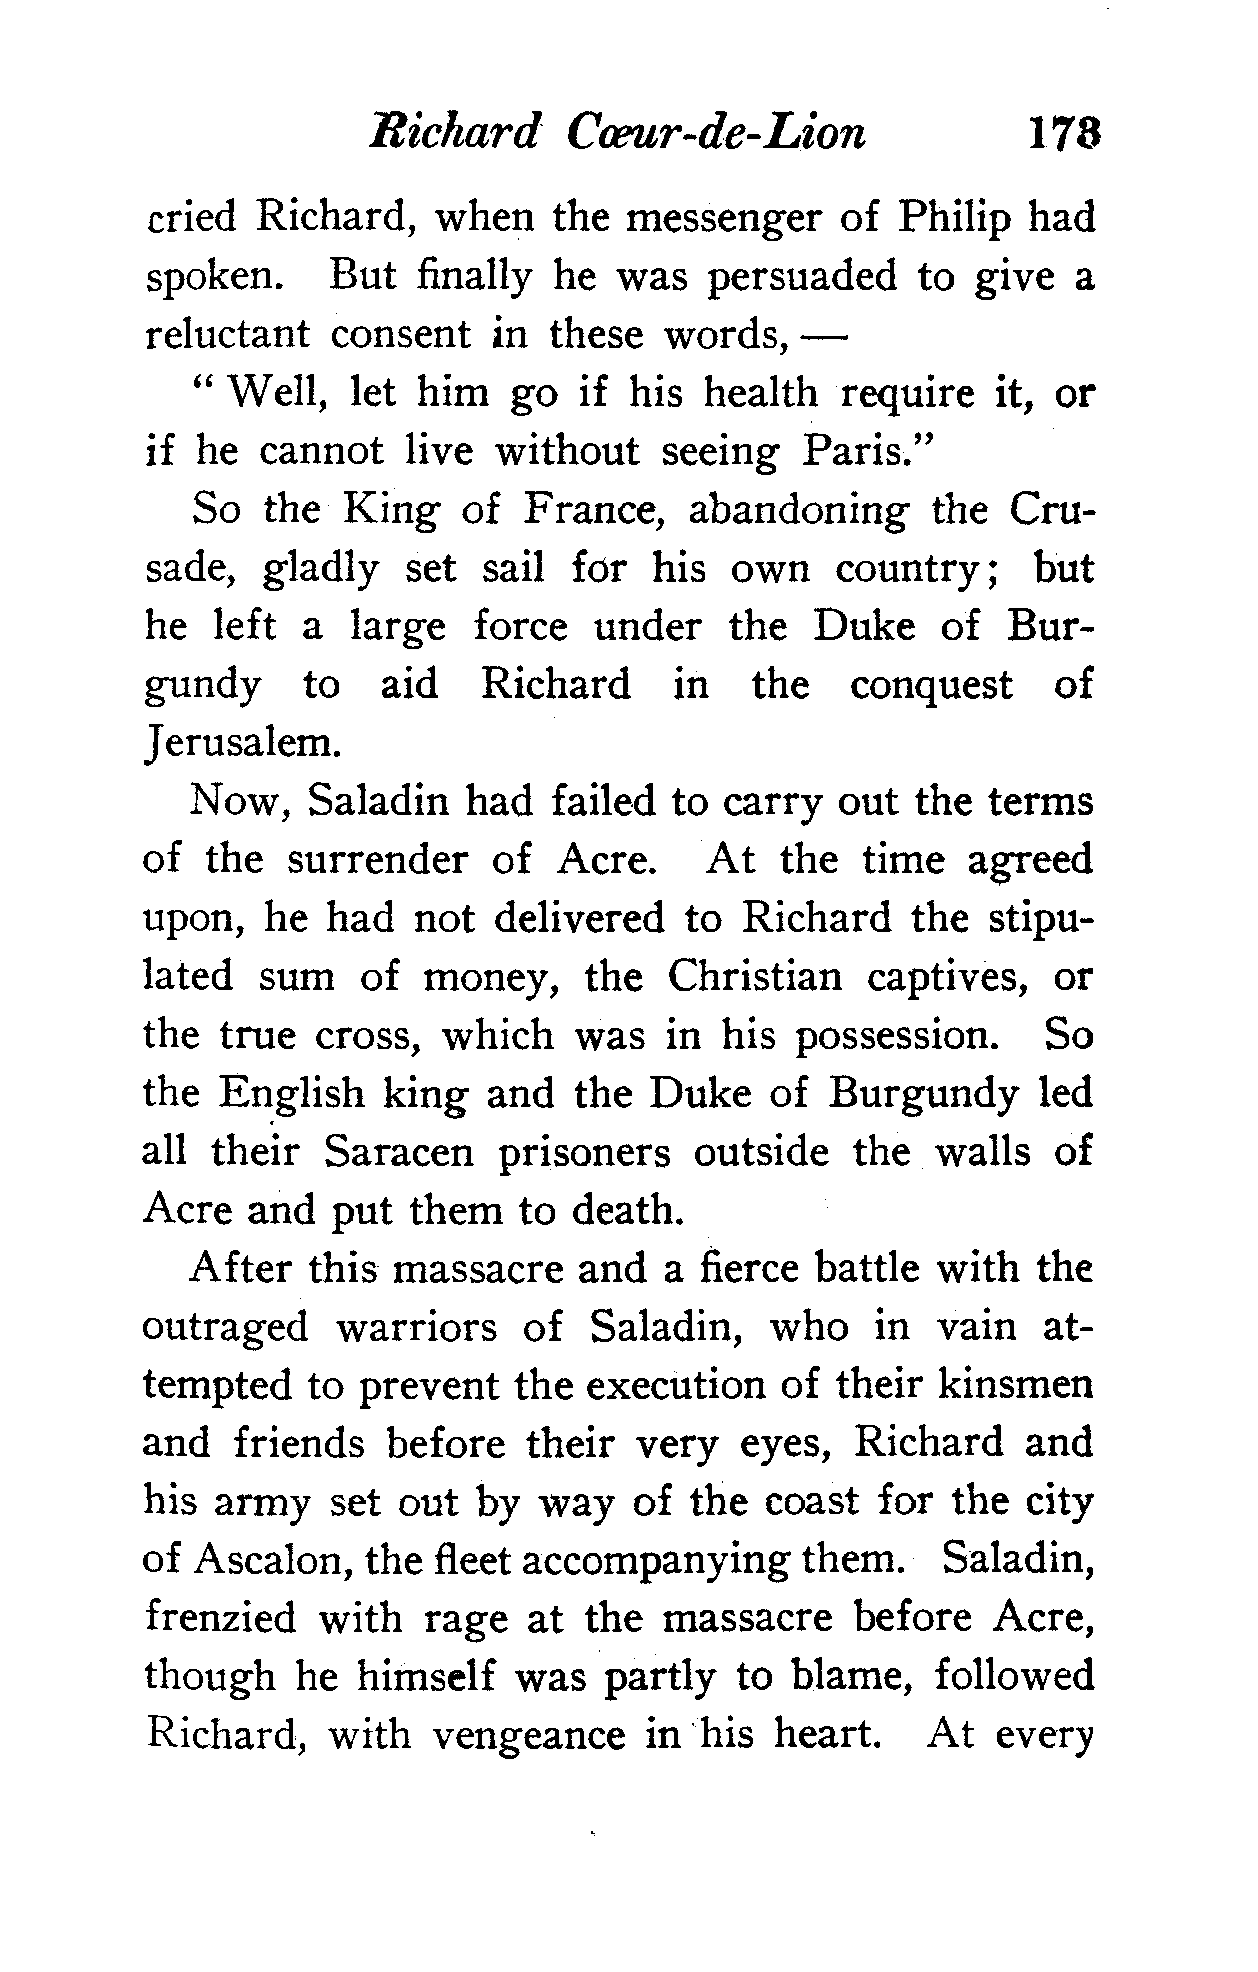 Richard Cœur-de-Lion 173
cried Richard, when the messenger of Philip had
spoken. But finally he was persuaded to give a
reluctant consent in these words, —
“ Well, let him go if his health require it, or
if he cannot live without seeing Paris.”
So the King of France, abandoning the Cru-
sade, gladly set sail for his own country; but
he left a large force under the Duke of Bur-
gundy to aid Richard in the conquest of
Jerusalem.
Now, Saladin had failed to carry out the terms
of the surrender of Acre. At the time agreed
upon, he had not delivered to Richard the stipu-
lated sum of money, the Christian captives, or
the true cross, which was in his possession. So
the English king and the Duke of Burgundy led
all their Saracen prisoners outside the walls of
Acre and put them to death.
After this massacre and a fierce battle with the
outraged warriors of Saladin, who in vain at-
tempted to prevent the execution of their kinsmen
and friends before their very eyes, Richard and
his army set out by way of the coast for the city
of Ascalon, the fleet accompanying them. Saladin,
frenzied with rage at the massacre before Acre,
though he himself was partly to blame, followed
Richard, with vengeance in his heart. At every